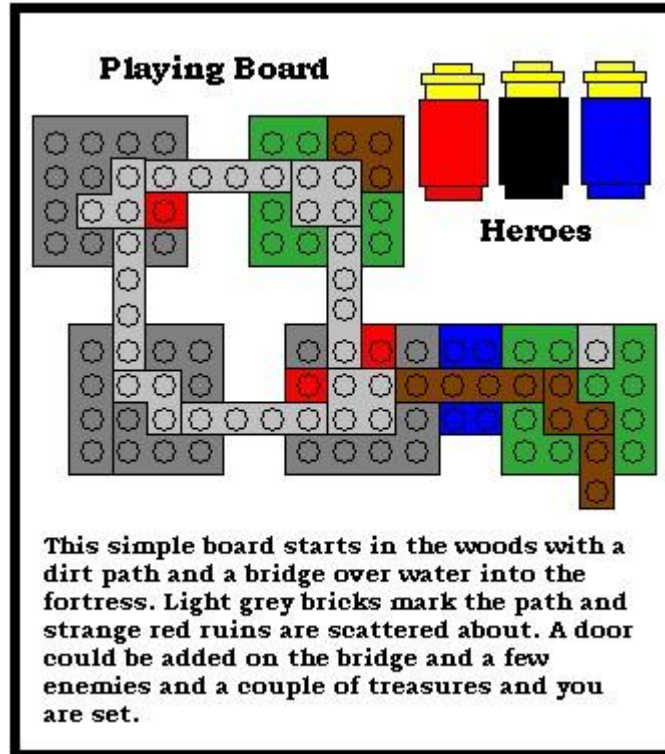 Playing Board
Heroes
This simple board starts in the woods with a
dirt path and a bridge over water into the
fortress. Light grey bricks mark the path and
strange red ruins are scattered about. A door
could be added on the bridge and a few
enemies and a couple of treasures and you
are set.